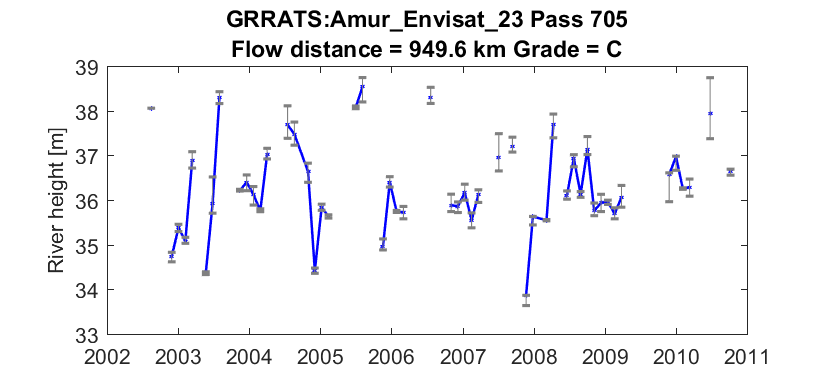 GRRATS:Amur_Envisat_23 Pass 705
Flow distance = 949.6 km Grade = C
River height [m]
39
38
37
36
35
34
33
2002 2003 2004 2005 2006 2007 2008 2009 2010 2011